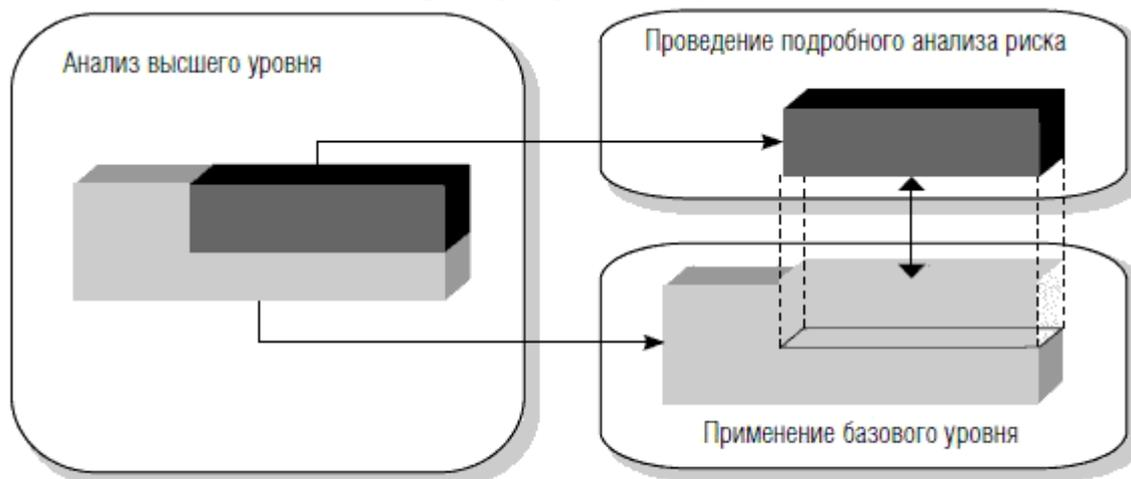 Анализ высшего уровня
Проведение подробного анализа риска
Применение базового уровня